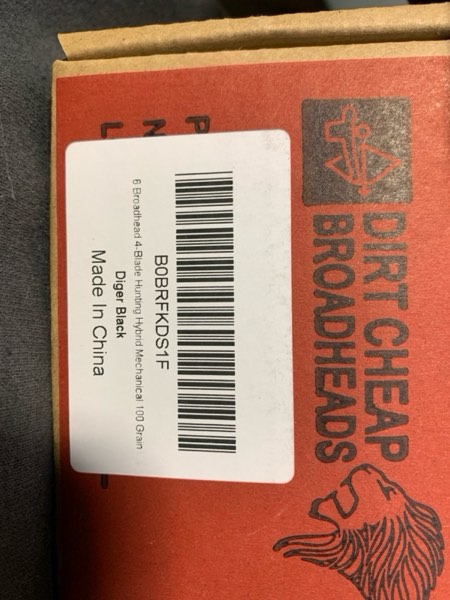 DIRT CHEAP
BROADHEADS
B0BRFKDS1F
6 Broadhead 4-Blade Hunting Hybrid Mechanical 100 Grain
Diger Black
Made In China
P
N
L